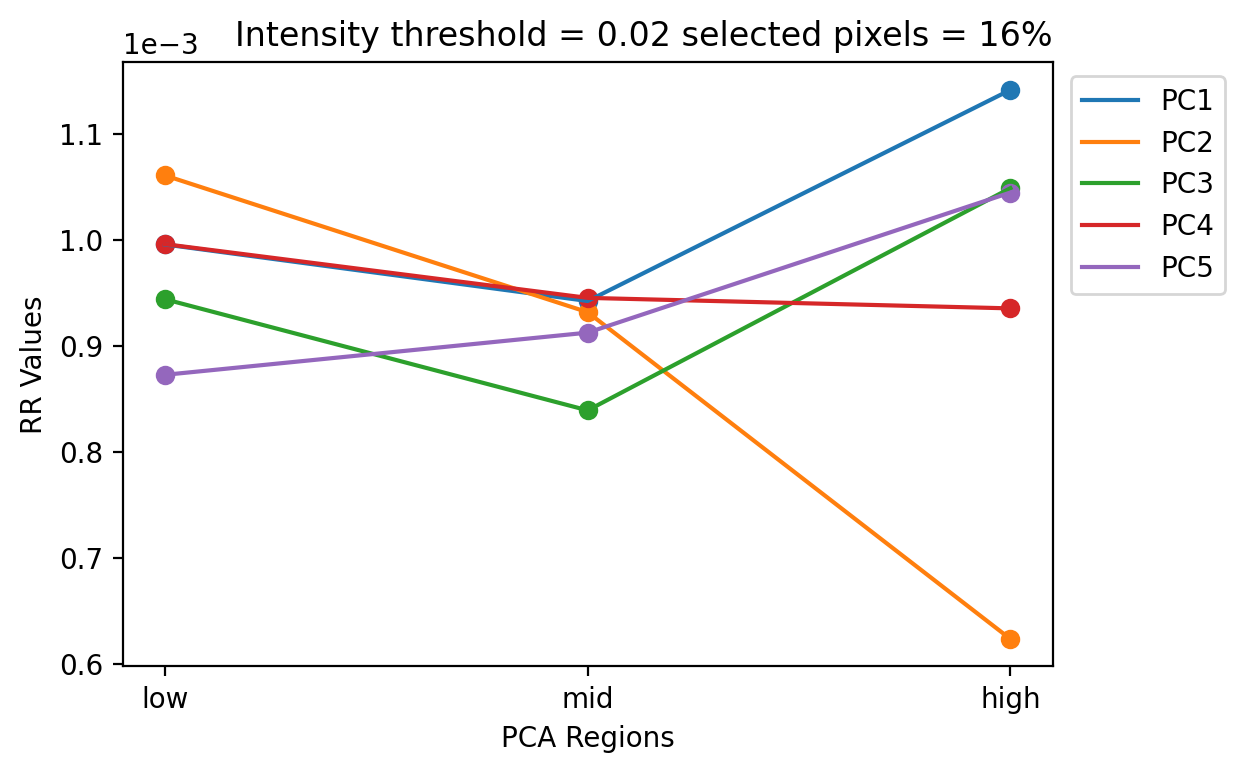 Intensity threshold = 0.02 selected pixels = 16%
1e−3
1.1
1.0
0.9
0.8
0.7
0.6
RR Values
low mid high
PCA Regions
PC1
PC2
PC3
PC4
PC5